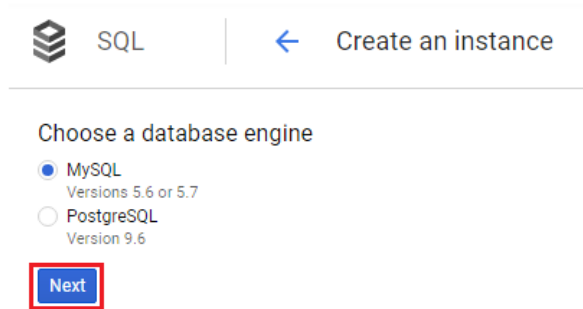 SQL
Create an instance
Choose a database engine
MySQL
Versions 5.6 or 5.7
PostgreSQL
Version 9.6
Next